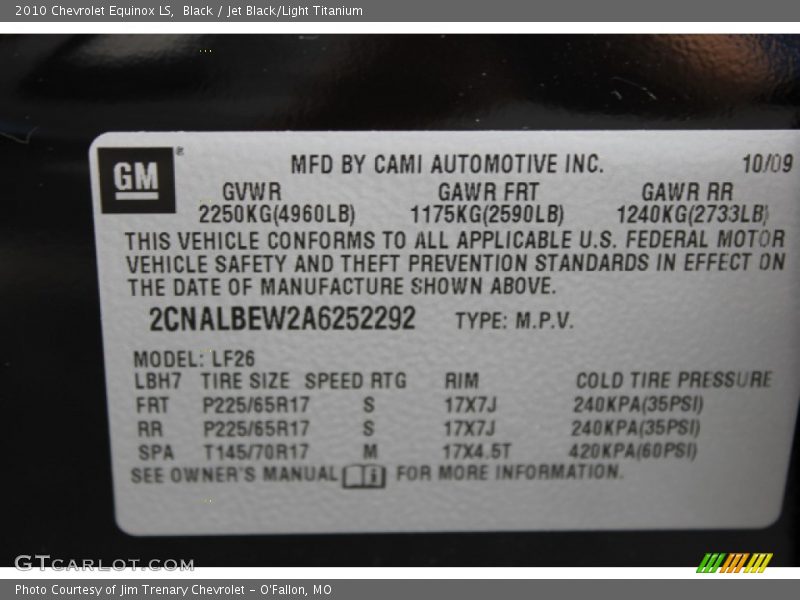 2010 Chevrolet Equinox LS, Black / Jet Black/Light Titanium
GM®
MFD BY CAMI AUTOMOTIVE INC. 10/09
GVWR GAWR FRT GAWR RR
2250KG(4960LB) 1175KG(2590LB) 1240KG(2733LB)
THIS VEHICLE CONFORMS TO ALL APPLICABLE U.S. FEDERAL MOTOR
VEHICLE SAFETY AND THEFT PREVENTION STANDARDS IN EFFECT ON
THE DATE OF MANUFACTURE SHOWN ABOVE.
2CNALBEW2A6252292 TYPE: M.P.V.
MODEL: LF26
LBH7 TIRE SIZE SPEED RTG RIM COLD TIRE PRESSURE
FRT P225/65R17 S 17X7J 240KPA(35PSI)
RR P225/65R17 S 17X7J 240KPA(35PSI)
SPA T145/70R17 M 17X4.5T 420KPA(60PSI)
SEE OWNER'S MANUAL i FOR MORE INFORMATION.
GTCARLOT.COM
Photo Courtesy of Jim Trenary Chevrolet - O'Fallon, MO